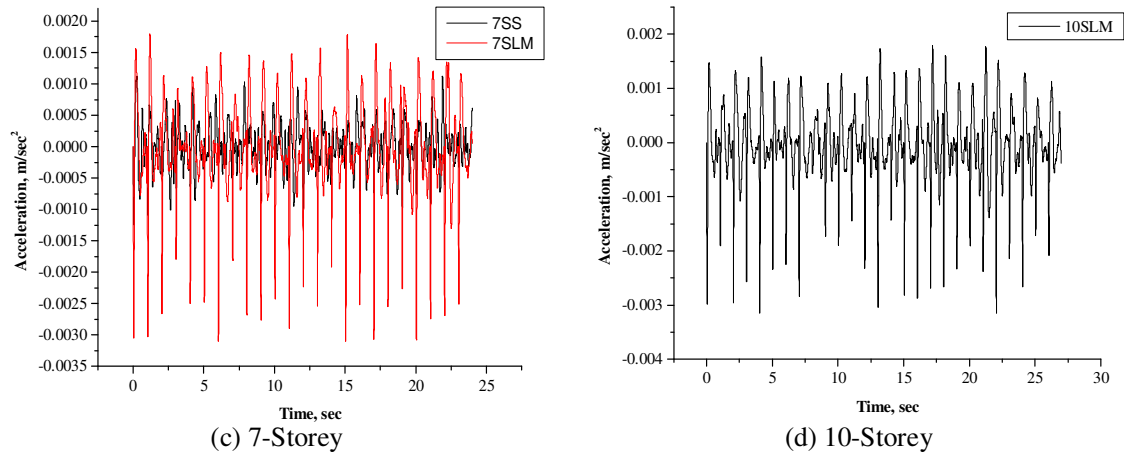 0.0020
0.0015
0.0010
0.0005
0.0000
-0.0005
-0.0010
-0.0015
-0.0020
-0.0025
-0.0030
-0.0035
Acceleration, m/sec²
7SS
7SLM
0 5 10 15 20 25
Time, sec
(c) 7-Storey
0.002
0.001
0.000
-0.001
-0.002
-0.003
-0.004
Acceleration, m/sec²
10SLM
0 5 10 15 20 25 30
Time, sec
(d) 10-Storey